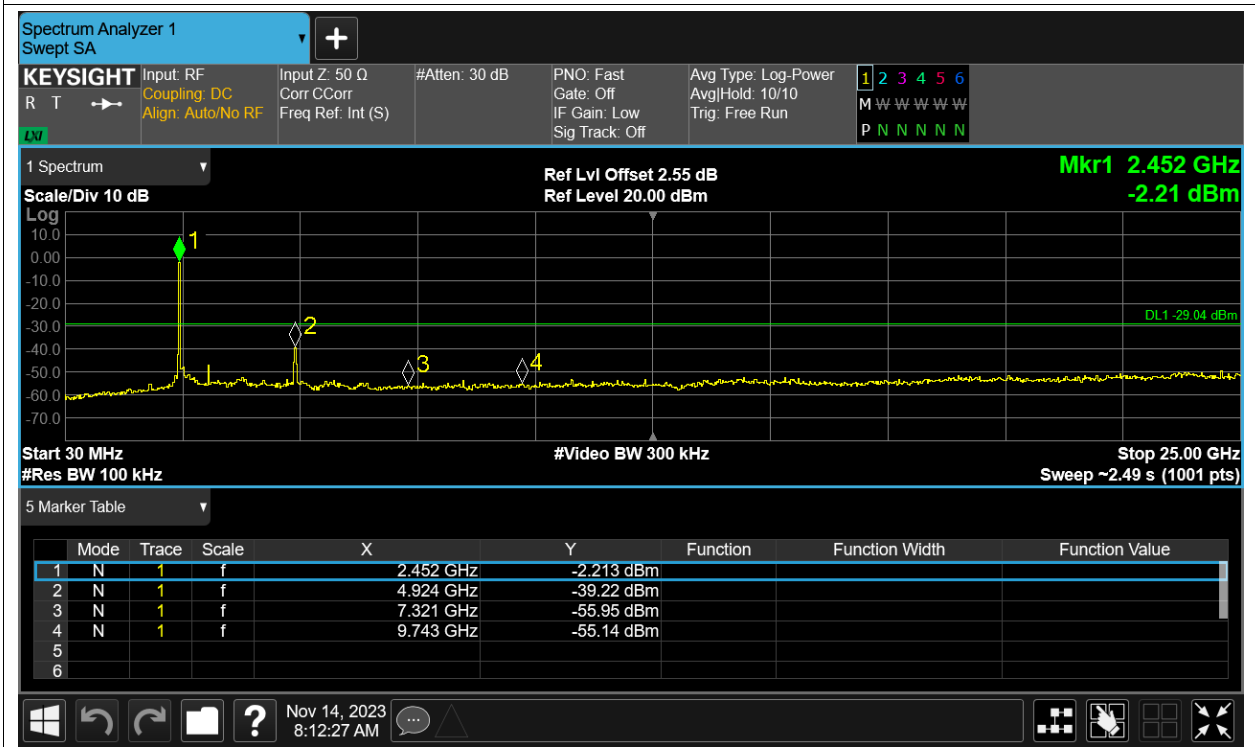 Spectrum Analyzer 1
Swept SA
KEYSIGHT
R T
LXI
Input: RF
Coupling: DC
Align: Auto/No RF
Input Z: 50 Ω
Corr CCorr
Freq Ref: Int (S)
#Atten: 30 dB
PNO: Fast
Gate: Off
IF Gain: Low
Sig Track: Off
Avg Type: Log-Power
Avg|Hold: 10/10
Trig: Free Run
1 2 3 4 5 6
M W W W W W
P N N N N N
1 Spectrum
Scale/Div 10 dB
Ref Lvl Offset 2.55 dB
Ref Level 20.00 dBm
Mkr1 2.452 GHz
-2.21 dBm
Log
10.0
0.00
-10.0
-20.0
-30.0
-40.0
-50.0
-60.0
-70.0
1
2
3
4
DL1 -29.04 dBm
Start 30 MHz
#Video BW 300 kHz
Stop 25.00 GHz
#Res BW 100 kHz
Sweep ~2.49 s (1001 pts)
5 Marker Table
Mode Trace Scale X Y Function Function Width Function Value
1 N 1 f 2.452 GHz -2.213 dBm
2 N 1 f 4.924 GHz -39.22 dBm
3 N 1 f 7.321 GHz -55.95 dBm
4 N 1 f 9.743 GHz -55.14 dBm
5
6
?
Nov 14, 2023
8:12:27 AM